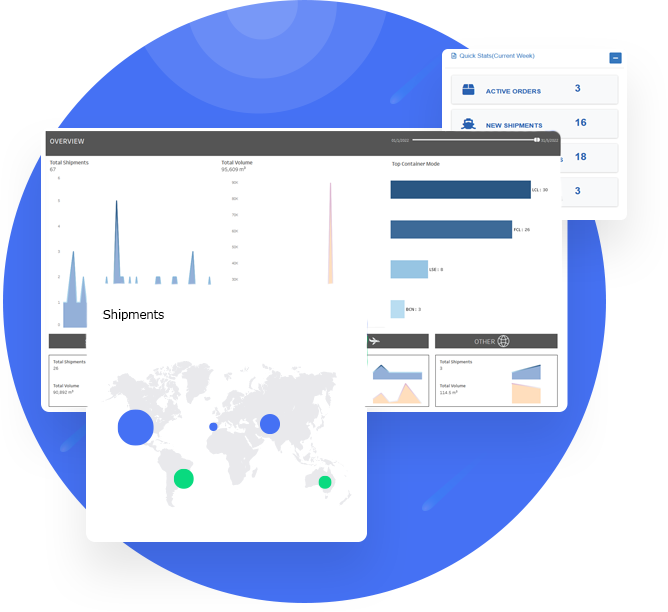 Quick Stats(Current Week)
ACTIVE ORDERS 3
NEW SHIPMENTS 16
18
3
OVERVIEW
Total Shipments
67
Total Volume
95,609 m³
Top Container Mode
LCL: 30
FCL: 26
LSE: 8
BCN: 3
Shipments
OTHER
Total Shipments
28
Total Volume
90,892 m³
Total Shipments
3
Total Volume
114.5 m³